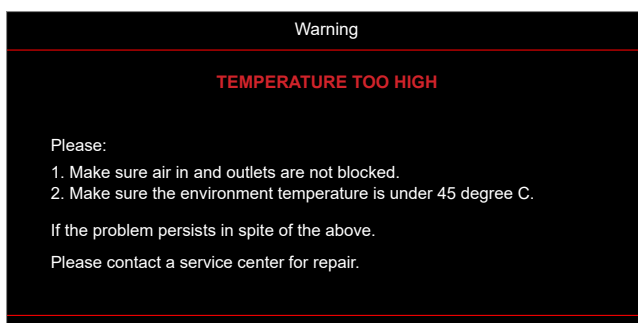 Warning
TEMPERATURE TOO HIGH
Please:
1. Make sure air in and outlets are not blocked.
2. Make sure the environment temperature is under 45 degree C.
If the problem persists in spite of the above.
Please contact a service center for repair.